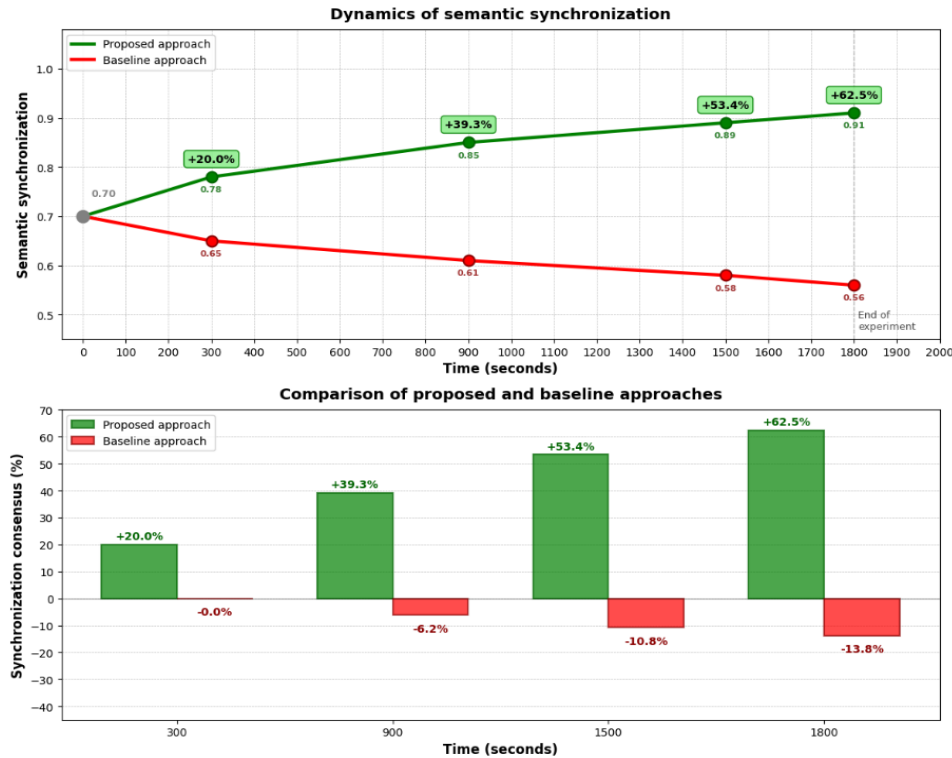 Dynamics of semantic synchronization
Proposed approach
Baseline approach
Semantic synchronization
1.0
0.9
0.8
0.7
0.6
0.5
0.70
+20.0%
0.78
+39.3%
0.85
+53.4%
0.89
+62.5%
0.91
0.65
0.61
0.58
0.56
End of
experiment
0 100 200 300 400 500 600 700 800 900 1000 1100 1200 1300 1400 1500 1600 1700 1800 1900 2000
Time (seconds)
Comparison of proposed and baseline approaches
Proposed approach
Baseline approach
Synchronization consensus (%)
70
60
50
40
30
20
10
0
−10
−20
−30
−40
+20.0%
-0.0%
+39.3%
-6.2%
+53.4%
-10.8%
+62.5%
-13.8%
300 900 1500 1800
Time (seconds)